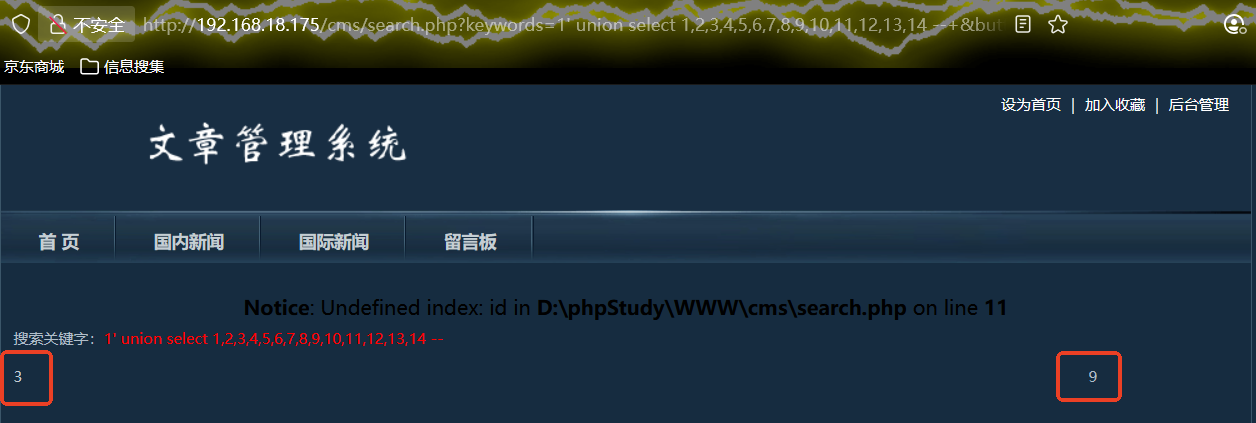 不安全 http://192.168.18.175/cms/search.php?keywords=1' union select 1,2,3,4,5,6,7,8,9,10,11,12,13,14 --+&but
京东商城 信息搜集
设为首页 | 加入收藏 | 后台管理
文章管理系统
首 页 国内新闻 国际新闻 留言板
Notice: Undefined index: id in D:\phpStudy\WWW\cms\search.php on line 11
搜索关键字：1' union select 1,2,3,4,5,6,7,8,9,10,11,12,13,14 --
3 9